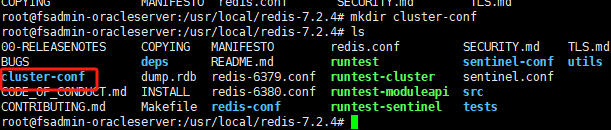 COPYING MANIFESTO redis.conf SECURITY.md TLS.md
root@fsadmin-oracleserver:/usr/local/redis-7.2.4# mkdir cluster-conf
root@fsadmin-oracleserver:/usr/local/redis-7.2.4# ls
00-RELEASENOTES COPYING MANIFESTO redis.conf SECURITY.md TLS.md
BUGS deps README.md runtest sentinel-conf utils
cluster-conf dump.rdb redis-6379.conf runtest-cluster sentinel.conf
CODE_OF_CONDUCT.md INSTALL redis-6380.conf runtest-moduleapi src
CONTRIBUTING.md Makefile redis-conf runtest-sentinel tests
root@fsadmin-oracleserver:/usr/local/redis-7.2.4#